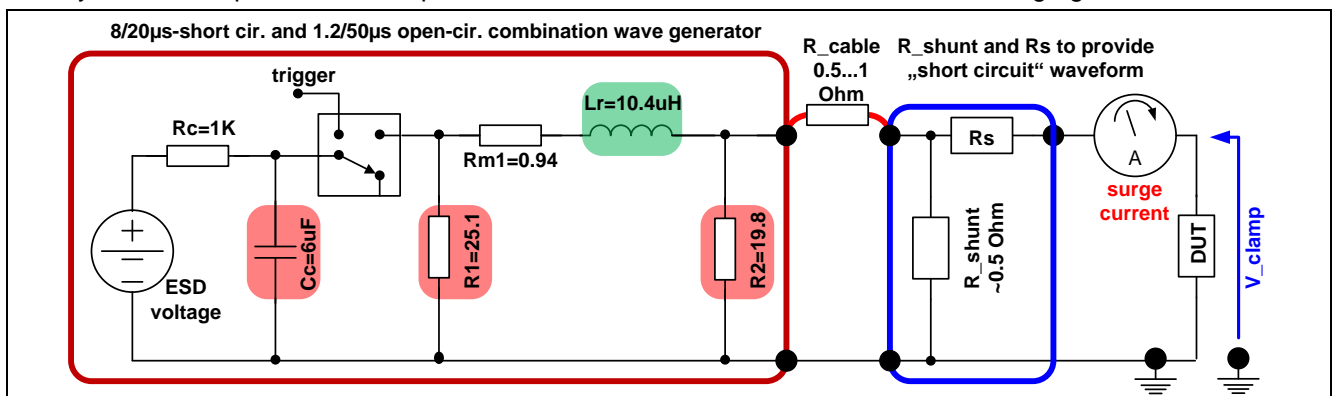 8/20µs-short cir. and 1.2/50µs open-cir. combination wave generator
trigger
Rc=1K
Rm1=0.94
Lr=10.4uH
Cc=6uF
R1=25.1
R2=19.8
ESD
voltage
R_cable
0.5...1
Ohm
R_shunt and Rs to provide
„short circuit“ waveform
Rs
R_shunt
~0.5 Ohm
A
surge
current
DUT
V_clamp